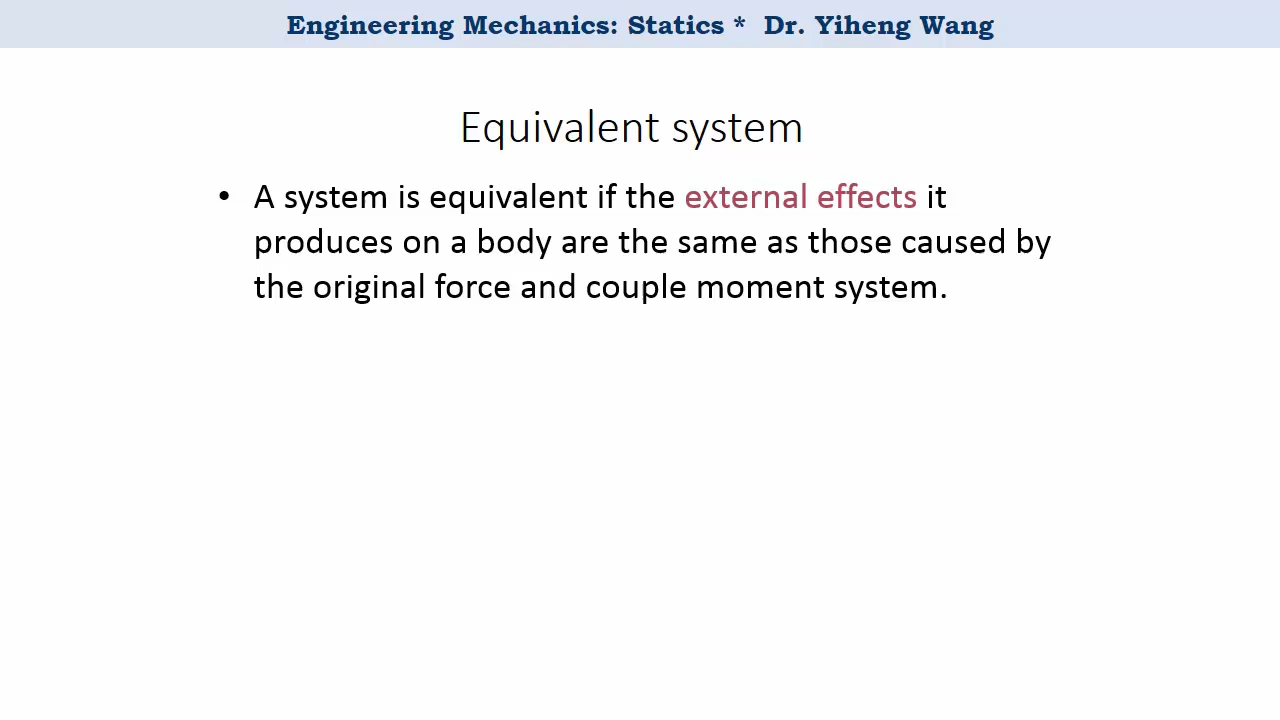 Engineering Mechanics: Statics * Dr. Yiheng Wang
Equivalent system
• A system is equivalent if the external effects it
produces on a body are the same as those caused by
the original force and couple moment system.